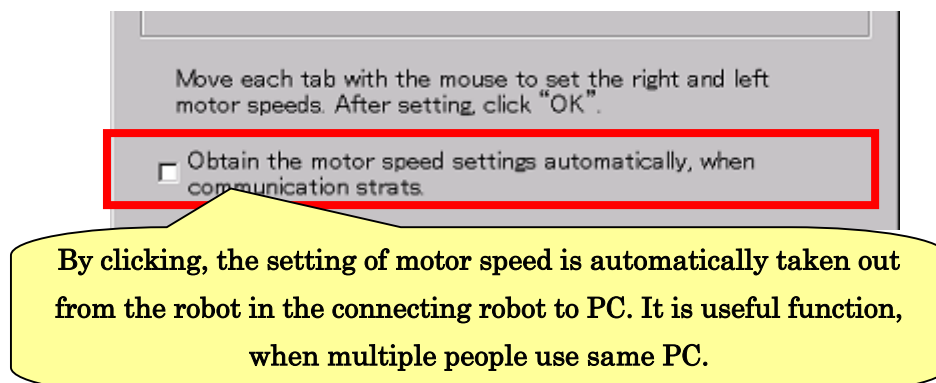 Move each tab with the mouse to set the right and left
motor speeds. After setting, click “OK”.
Obtain the motor speed settings automatically, when
communication strats.
By clicking, the setting of motor speed is automatically taken out
from the robot in the connecting robot to PC. It is useful function,
when multiple people use same PC.